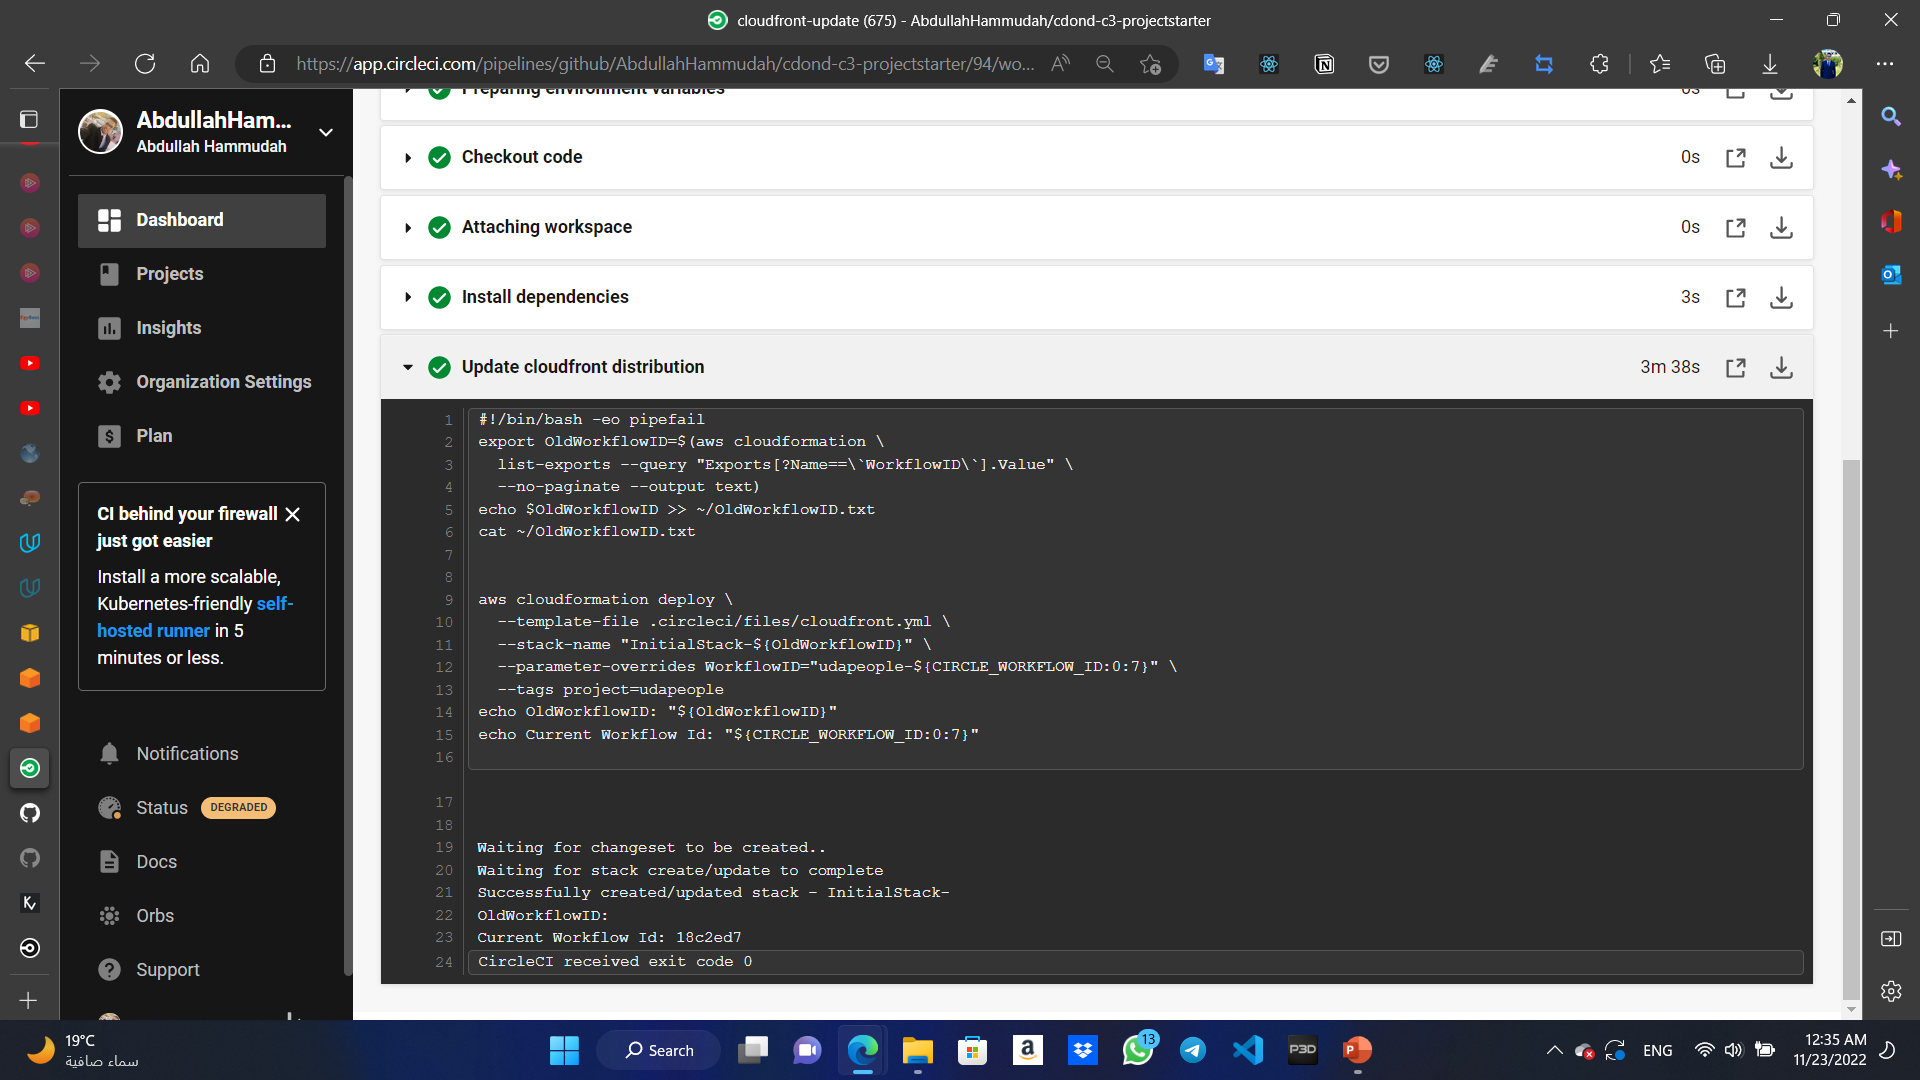 cloudfront-update (675) - AbdullahHammudah/cdond-c3-projectstarter
https://app.circleci.com/pipelines/github/AbdullahHammudah/cdond-c3-projectstarter/94/wo...
AbdullahHam...
Abdullah Hammudah
Dashboard
Projects
Insights
Organization Settings
Plan
CI behind your firewall
just got easier
Install a more scalable,
Kubernetes-friendly self-
hosted runner in 5
minutes or less.
Notifications
Status DEGRADED
Docs
Orbs
Support
Preparing environment variables 0s
Checkout code 0s
Attaching workspace 0s
Install dependencies 3s
Update cloudfront distribution 3m 38s
1 #!/bin/bash -eo pipefail
2 export OldWorkflowID=$(aws cloudformation \
3 list-exports --query "Exports[?Name==\`WorkflowID\`].Value" \
4 --no-paginate --output text)
5 echo $OldWorkflowID >> ~/OldWorkflowID.txt
6 cat ~/OldWorkflowID.txt
7
8
9 aws cloudformation deploy \
10 --template-file .circleci/files/cloudfront.yml \
11 --stack-name "InitialStack-${OldWorkflowID}" \
12 --parameter-overrides WorkflowID="udapeople-${CIRCLE_WORKFLOW_ID:0:7}" \
13 --tags project=udapeople
14 echo OldWorkflowID: "${OldWorkflowID}"
15 echo Current Workflow Id: "${CIRCLE_WORKFLOW_ID:0:7}"
16
17
18
19 Waiting for changeset to be created..
20 Waiting for stack create/update to complete
21 Successfully created/updated stack - InitialStack-
22 OldWorkflowID:
23 Current Workflow Id: 18c2ed7
24 CircleCI received exit code 0
19°C
سماء صافية
Search
13
P3D
ENG
12:35 AM
11/23/2022